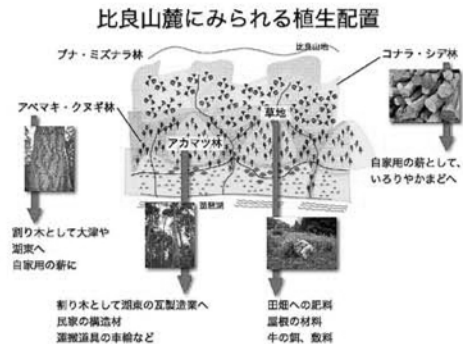 比良山麓にみられる植生配置
ブナ・ミズナラ林
比良山地
コナラ・シデ林
アベマキ・クヌギ林
草地
アカマツ林
琵琶湖
自家用の薪として、
いろりやかまどへ
割り木として大津や
湖東へ
自家用の薪に
割り木として湖東の瓦製造業へ
民家の構造材
運搬道具の車輪など
田畑への肥料
屋根の材料
牛の餌、敷料